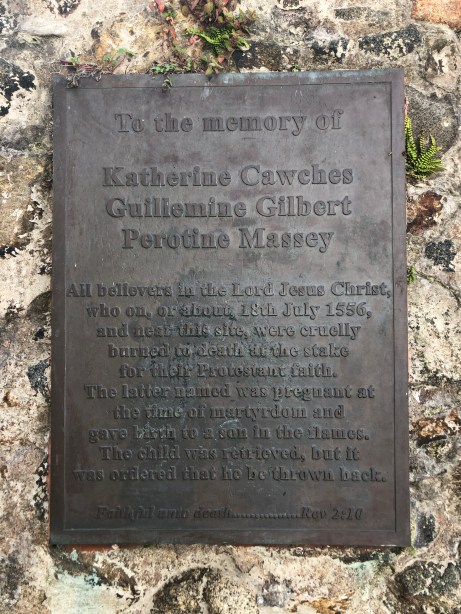 To the memory of
Katherine Cawches
Guillemine Gilbert
Perotine Massey
All believers in the Lord Jesus Christ,
who on, or about, 18th July 1556,
and near this site, were cruelly
burned to death at the stake
for their Protestant faith.
The latter named was pregnant at
the time of martyrdom and
gave birth to a son in the flames.
The child was retrieved, but it
was ordered that he be thrown back.
Faithful unto death.............Rev 2:10